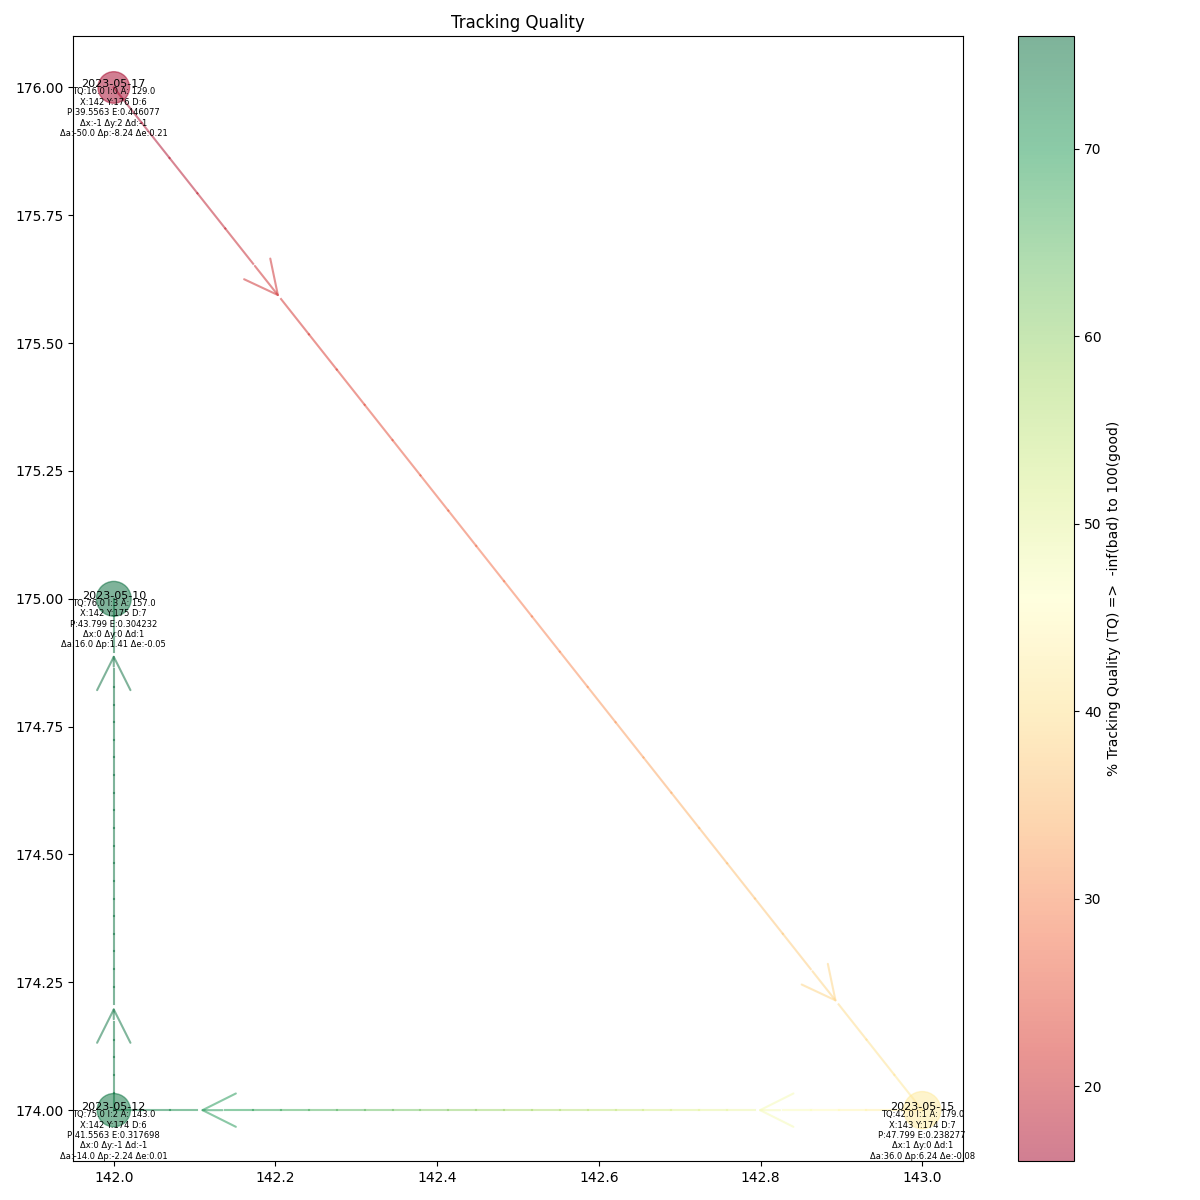 Tracking Quality
176.00
175.75
175.50
175.25
175.00
174.75
174.50
174.25
174.00
142.0
142.2
142.4
142.6
142.8
143.0
2023-05-17
TQ:16.0 I:0 A: 129.0
X:142 Y:176 D:6
P:39.5563 E:0.446077
Δx:-1 Δy:2 Δd:-1
Δa:-50.0 Δp:-8.24 Δe:0.21
2023-05-10
TQ:76.0 I:3 A: 157.0
X:142 Y:175 D:7
P:43.799 E:0.304232
Δx:0 Δy:0 Δd:1
Δa:16.0 Δp:1.41 Δe:-0.05
2023-05-12
TQ:75.0 I:2 A: 143.0
X:142 Y:174 D:6
P:41.5563 E:0.317698
Δx:0 Δy:-1 Δd:-1
Δa:-14.0 Δp:-2.24 Δe:0.01
2023-05-15
TQ:42.0 I:1 A: 179.0
X:143 Y:174 D:7
P:47.799 E:0.238277
Δx:1 Δy:0 Δd:1
Δa:36.0 Δp:6.24 Δe:-0.08
70
60
50
40
30
20
% Tracking Quality (TQ) => -inf(bad) to 100(good)